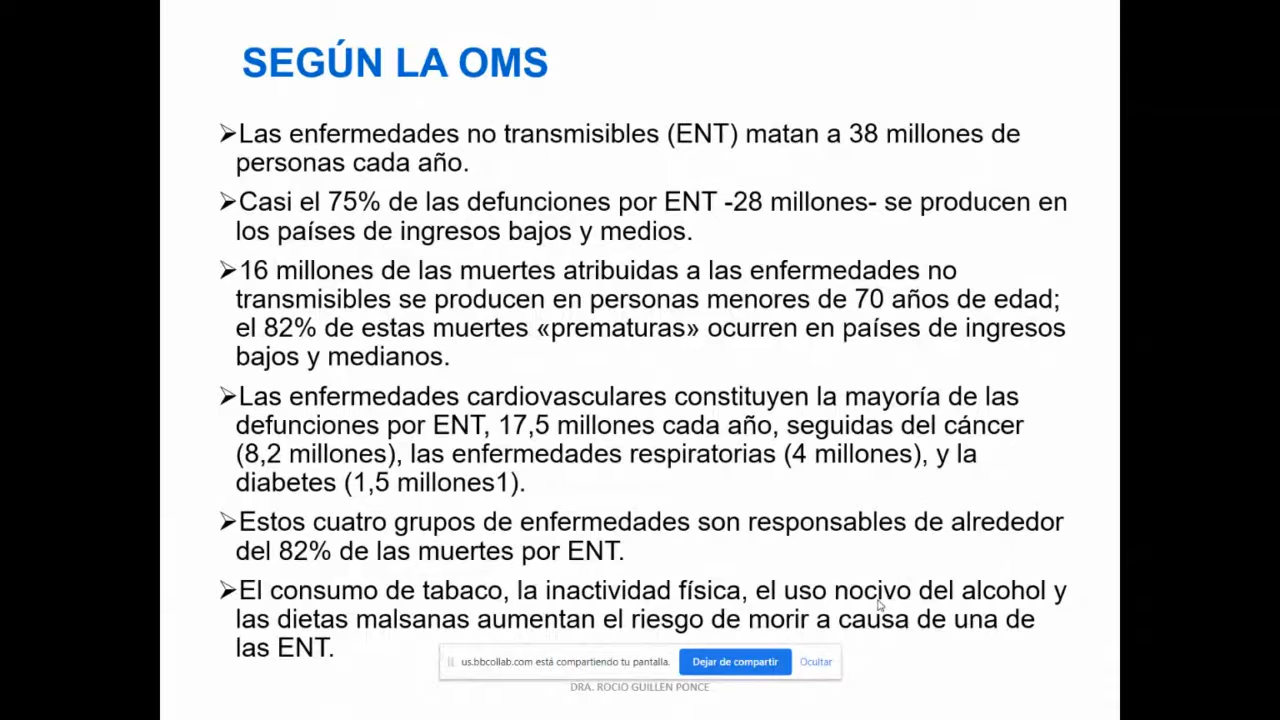 SEGÚN LA OMS
➢Las enfermedades no transmisibles (ENT) matan a 38 millones de
personas cada año.
➢Casi el 75% de las defunciones por ENT -28 millones- se producen en
los países de ingresos bajos y medios.
➢16 millones de las muertes atribuidas a las enfermedades no
transmisibles se producen en personas menores de 70 años de edad;
el 82% de estas muertes «prematuras» ocurren en países de ingresos
bajos y medianos.
➢Las enfermedades cardiovasculares constituyen la mayoría de las
defunciones por ENT, 17,5 millones cada año, seguidas del cáncer
(8,2 millones), las enfermedades respiratorias (4 millones), y la
diabetes (1,5 millones1).
➢Estos cuatro grupos de enfermedades son responsables de alrededor
del 82% de las muertes por ENT.
➢El consumo de tabaco, la inactividad física, el uso nocivo del alcohol y
las dietas malsanas aumentan el riesgo de morir a causa de una de
las ENT.
us.bbcollab.com está compartiendo tu pantalla. Dejar de compartir Ocultar
DRA. ROCIO GUILLEN PONCE